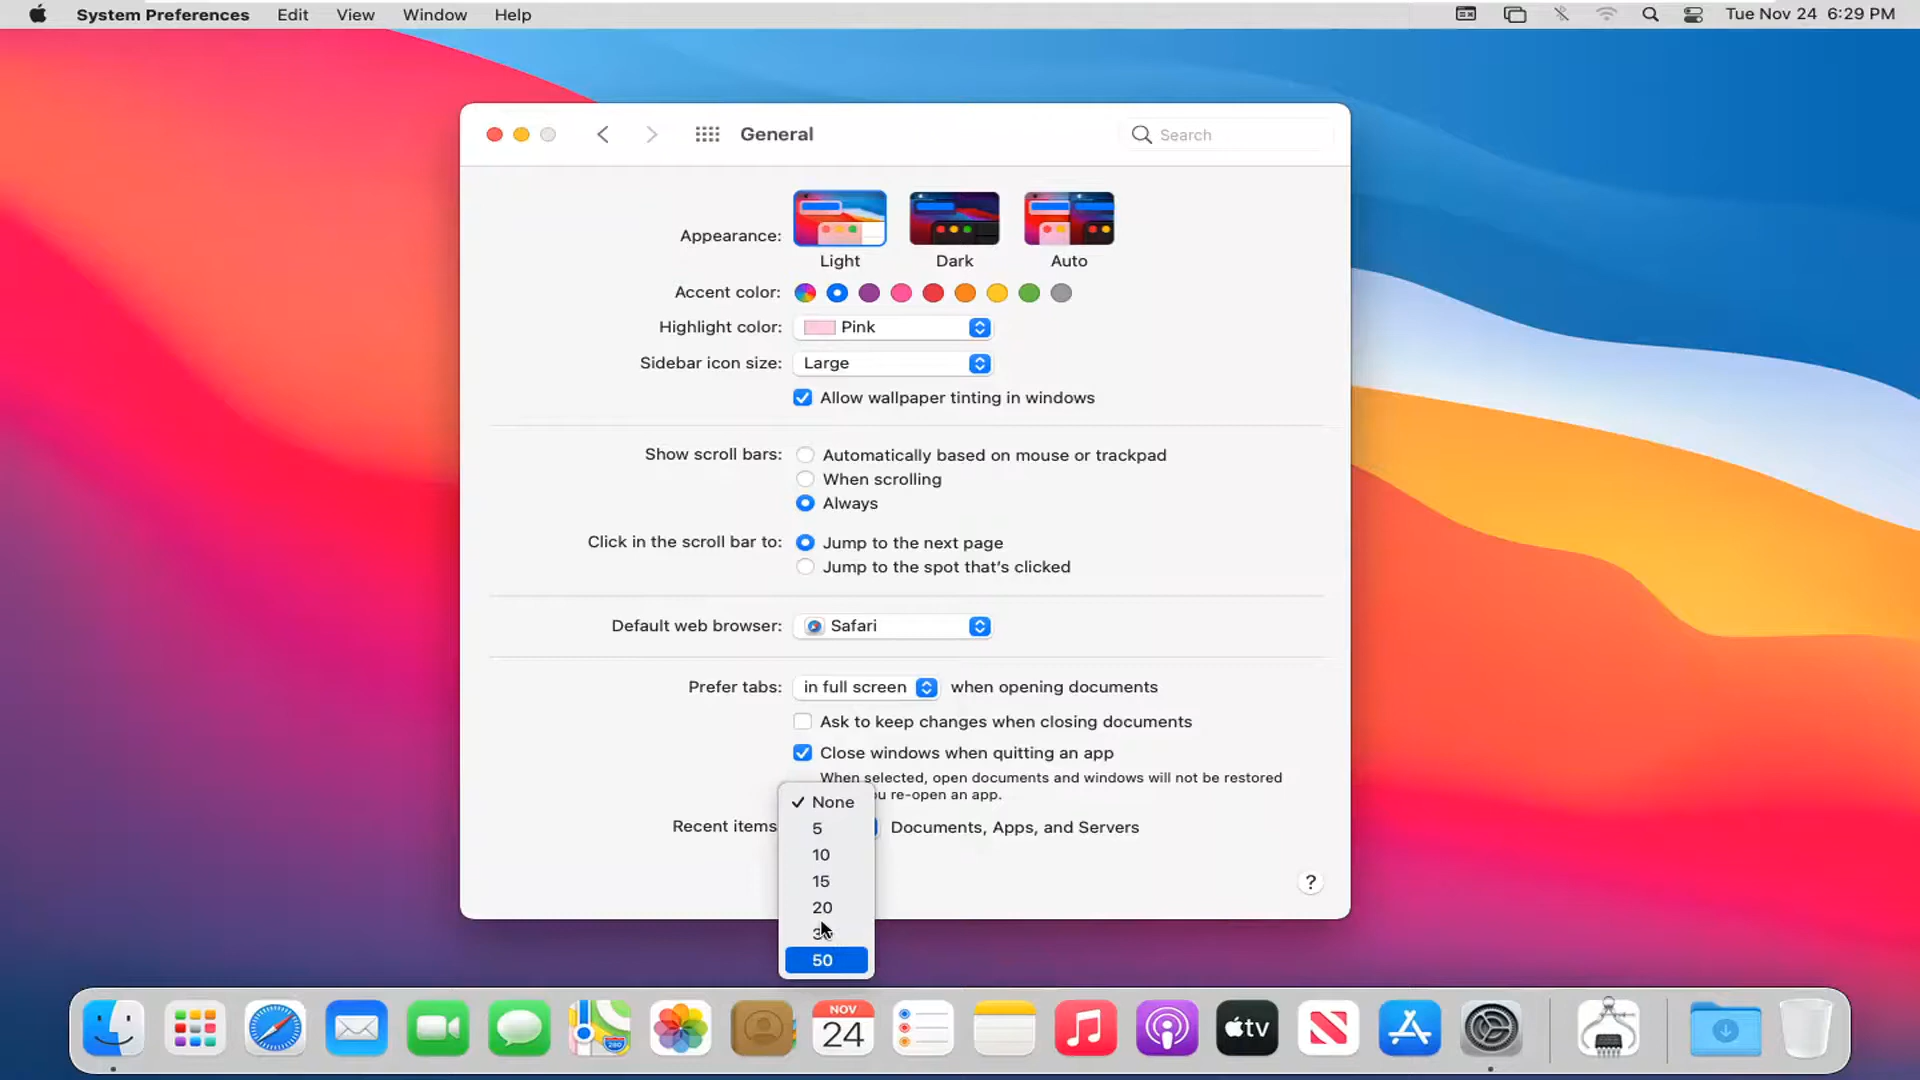 System Preferences Edit View Window Help Tue Nov 24 6:29 PM
General Search
Appearance:
Light Dark Auto
Accent color:
Highlight color: Pink
Sidebar icon size: Large
Allow wallpaper tinting in windows
Show scroll bars: Automatically based on mouse or trackpad
When scrolling
Always
Click in the scroll bar to: Jump to the next page
Jump to the spot that's clicked
Default web browser: Safari
Prefer tabs: in full screen when opening documents
Ask to keep changes when closing documents
Close windows when quitting an app
When selected, open documents and windows will not be restored
re-open an app.
None
Recent items Documents, Apps, and Servers
5
10
15
20
50
?
NOV
24
tv
280